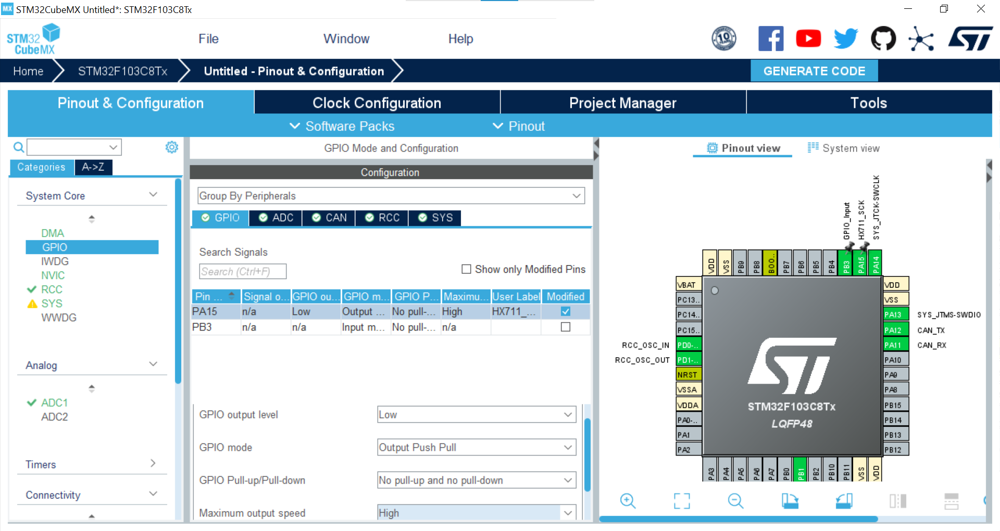 MX STM32CubeMX Untitled*: STM32F103C8Tx
STM32 CubeMX
File Window Help
10
Home STM32F103C8Tx Untitled - Pinout & Configuration GENERATE CODE
Pinout & Configuration Clock Configuration Project Manager Tools
Software Packs Pinout
GPIO Mode and Configuration
Pinout view System view
Categories A->Z
Configuration
System Core
Group By Peripherals
GPIO ADC CAN RCC SYS
DMA
GPIO
IWDG
NVIC
RCC
SYS
WWDG
Search Signals
Search (Ctrl+F)
Show only Modified Pins
Pin ... Signal o... GPIO ou... GPIO m... GPIO P... Maximu... User Label Modified
PA15 n/a Low Output ... No pull-... High HX711_...
PB3 n/a n/a Input m... No pull-... n/a
Analog
ADC1
ADC2
Timers
Connectivity
GPIO output level Low
GPIO mode Output Push Pull
GPIO Pull-up/Pull-down No pull-up and no pull-down
Maximum output speed High
GPIO_Input
HX711_SCK
SYS_JTCK-SWCLK
VDD VSS PB9 PB8 BOO.. PB7 PB6 PB5 PB4 PB3 PA15 PA14
VBAT
PC13..
PC14..
PC15..
RCC_OSC_IN PD0-..
RCC_OSC_OUT PD1-..
NRST
VSSA
VDDA
PA0-..
PA1
PA2
STM32F103C8Tx
LQFP48
VDD
VSS
PA13 SYS_JTMS-SWDIO
PA12 CAN_TX
PA11 CAN_RX
PA10
PA9
PA8
PB15
PB14
PB13
PB12
PA3 PA4 PA5 PA6 PA7 PB0 PB1 PB2 PB10 PB11 VSS VDD